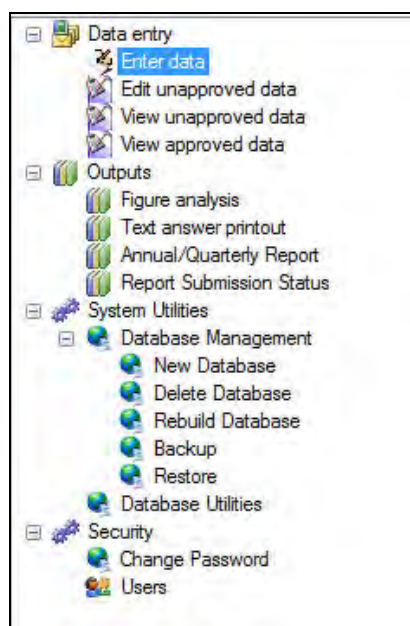 Data entry
Enter data
Edit unapproved data
View unapproved data
View approved data
Outputs
Figure analysis
Text answer printout
Annual/Quarterly Report
Report Submission Status
System Utilities
Database Management
New Database
Delete Database
Rebuild Database
Backup
Restore
Database Utilities
Security
Change Password
Users